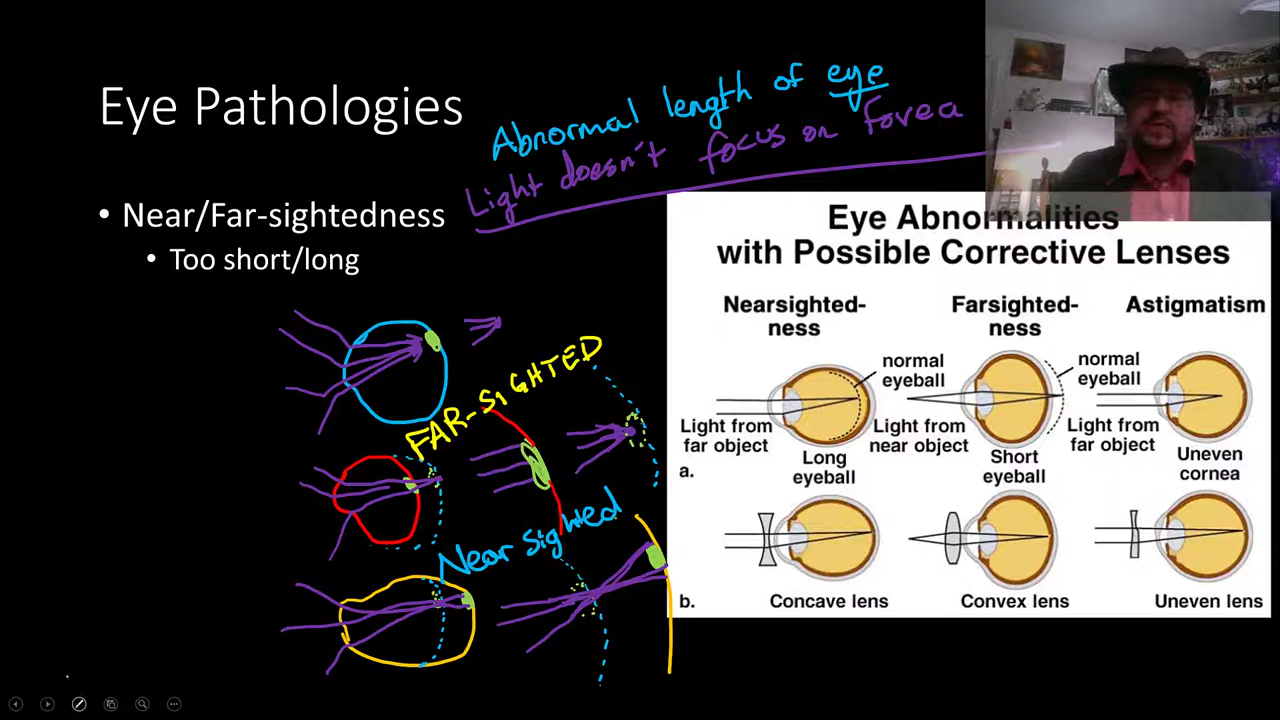 Eye Pathologies
Abnormal length of eye
Light doesn't focus on Fovea
• Near/Far-sightedness
• Too short/long
FAR-SIGHTED
Near sighted
Eye Abnormalities
with Possible Corrective Lenses
Nearsighted-
ness
Farsighted-
ness
Astigmatism
normal
eyeball
normal
eyeball
Light from
far object
Light from
near object
Light from
far object
Long
eyeball
Short
eyeball
Uneven
cornea
a.
b.
Concave lens
Convex lens
Uneven lens